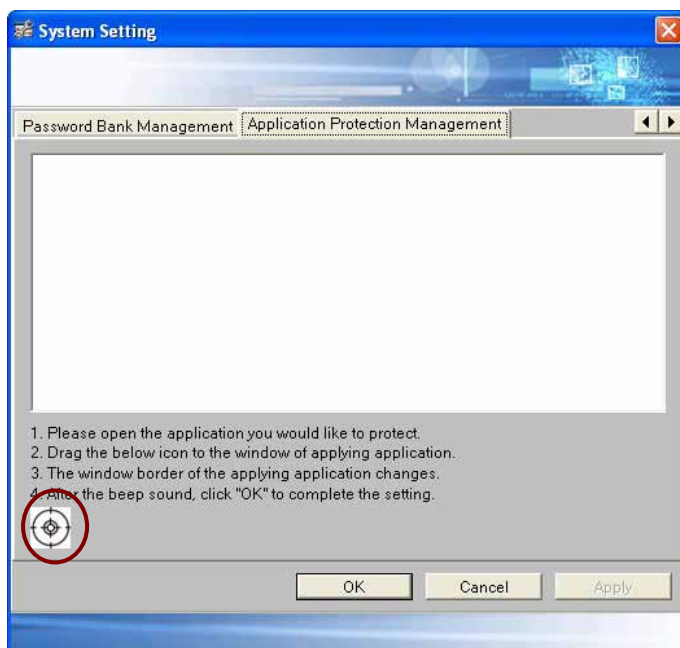 System Setting
Password Bank Management Application Protection Management
1. Please open the application you would like to protect.
2. Drag the below icon to the window of applying application.
3. The window border of the applying application changes.
4. After the beep sound, click "OK" to complete the setting.
OK Cancel Apply